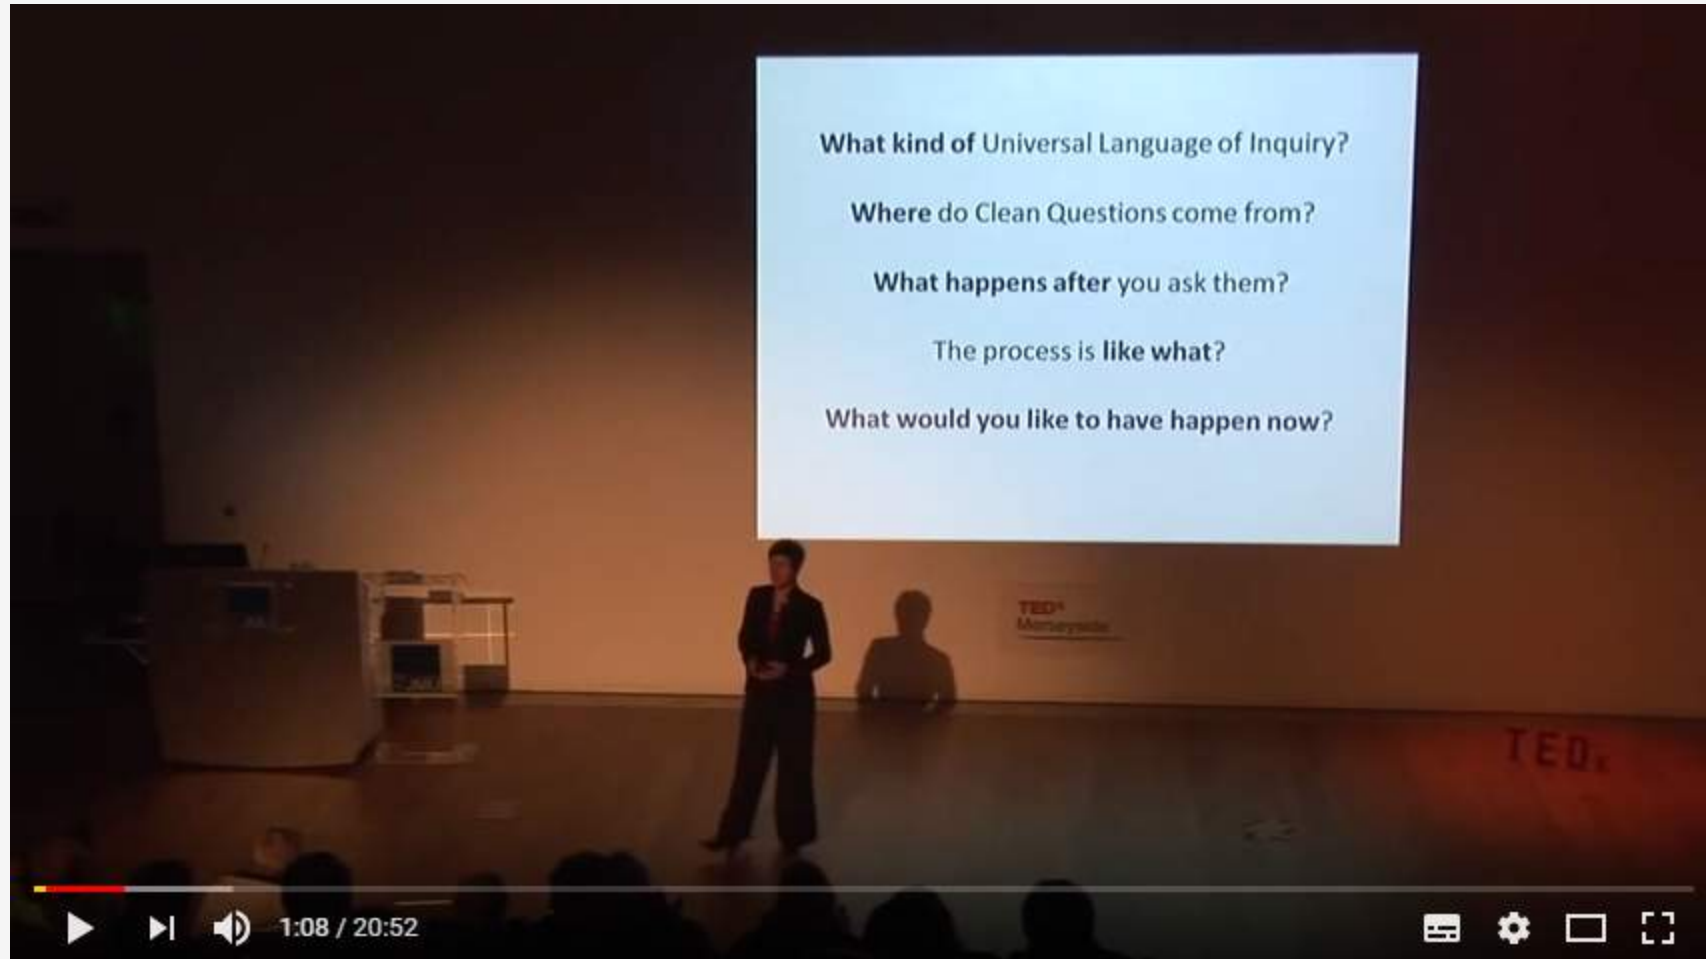 What kind of Universal Language of Inquiry?
Where do Clean Questions come from?
What happens after you ask them?
The process is like what?
What would you like to have happen now?
TEDx
Merseyside
TEDx
1:08 / 20:52